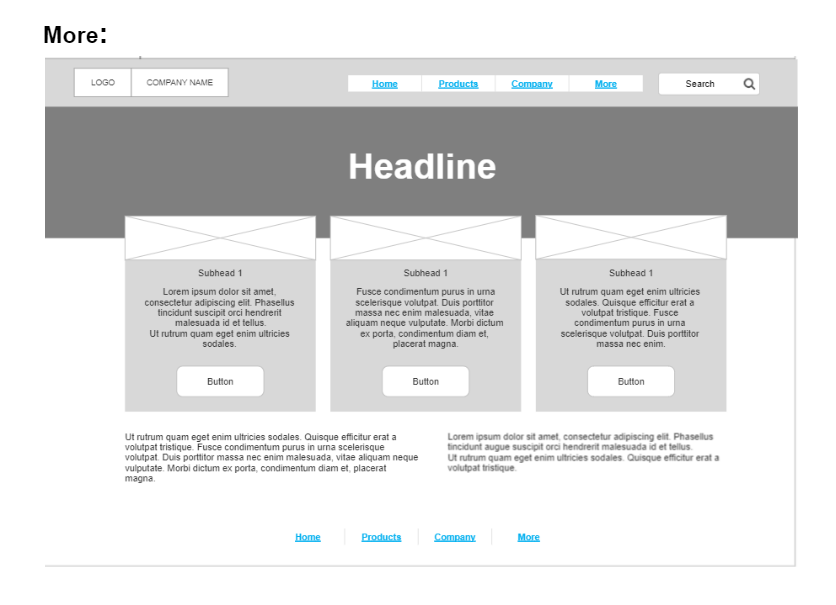 More:
LOGO COMPANY NAME Home Products Company More Search
Headline
Subhead 1
Lorem ipsum dolor sit amet,
consectetur adipiscing elit. Phasellus
tincidunt suscipit orci hendrerit
malesuada id et tellus.
Ut rutrum quam eget enim ultricies
sodales.
Button
Subhead 1
Fusce condimentum purus in urna
scelerisque volutpat. Duis porttitor
massa nec enim malesuada, vitae
aliquam neque vulputate. Morbi dictum
ex porta, condimentum diam et,
placerat magna.
Button
Subhead 1
Ut rutrum quam eget enim ultricies
sodales. Quisque efficitur erat a
volutpat tristique. Fusce
condimentum purus in urna
scelerisque volutpat. Duis porttitor
massa nec enim.
Button
Ut rutrum quam eget enim ultricies sodales. Quisque efficitur erat a
volutpat tristique. Fusce condimentum purus in urna scelerisque
volutpat. Duis porttitor massa nec enim malesuada, vitae aliquam neque
vulputate. Morbi dictum ex porta, condimentum diam et, placerat
magna.
Lorem ipsum dolor sit amet, consectetur adipiscing elit. Phasellus
tincidunt augue suscipit orci hendrerit malesuada id et tellus.
Ut rutrum quam eget enim ultricies sodales. Quisque efficitur erat a
volutpat tristique.
Home Products Company More